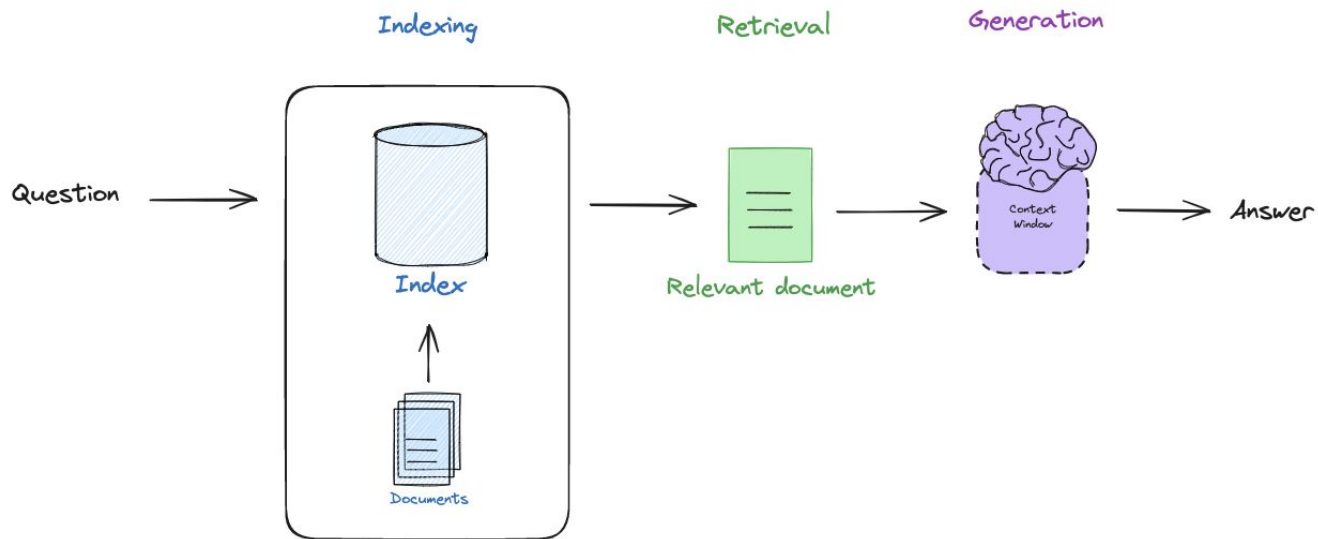 Indexing
Retrieval
Generation
Question
Index
Documents
Relevant document
Context
Window
Answer